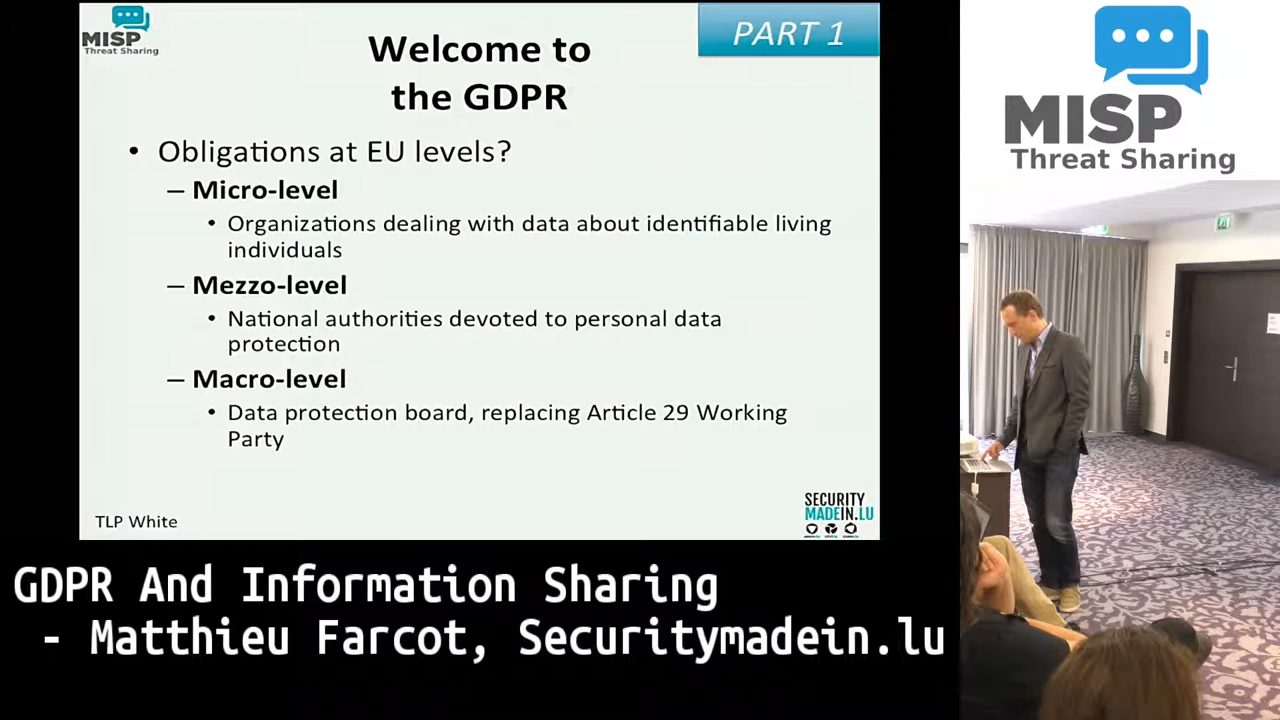 MISP
Threat Sharing
PART 1
Welcome to
the GDPR
• Obligations at EU levels?
– Micro-level
• Organizations dealing with data about identifiable living
individuals
– Mezzo-level
• National authorities devoted to personal data
protection
– Macro-level
• Data protection board, replacing Article 29 Working
Party
TLP White
SECURITY
MADEIN.LU
MISP
Threat Sharing
GDPR And Information Sharing
- Matthieu Farcot, Securitymadein.lu